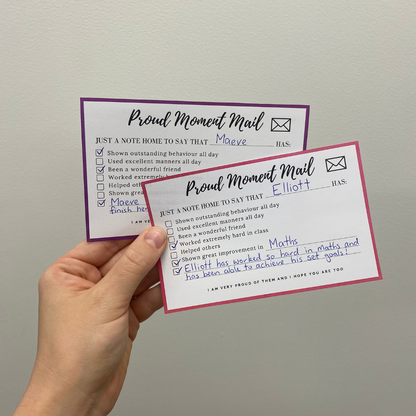 Proud Moment Mail
JUST A NOTE HOME TO SAY THAT Maeve HAS:
Shown outstanding behaviour all day
Used excellent manners all day
Been a wonderful friend
Worked extremely
Helped others
Shown
Maeve
finish her
I AM VERY
Proud Moment Mail
JUST A NOTE HOME TO SAY THAT Elliott HAS:
Shown outstanding behaviour all day
Used excellent manners all day
Been a wonderful friend
Worked extremely hard in class
Helped others
Shown great improvement in Maths
Elliott has worked so hard in maths and
has been able to achieve his set goals!
I AM VERY PROUD OF THEM AND I HOPE YOU ARE TOO